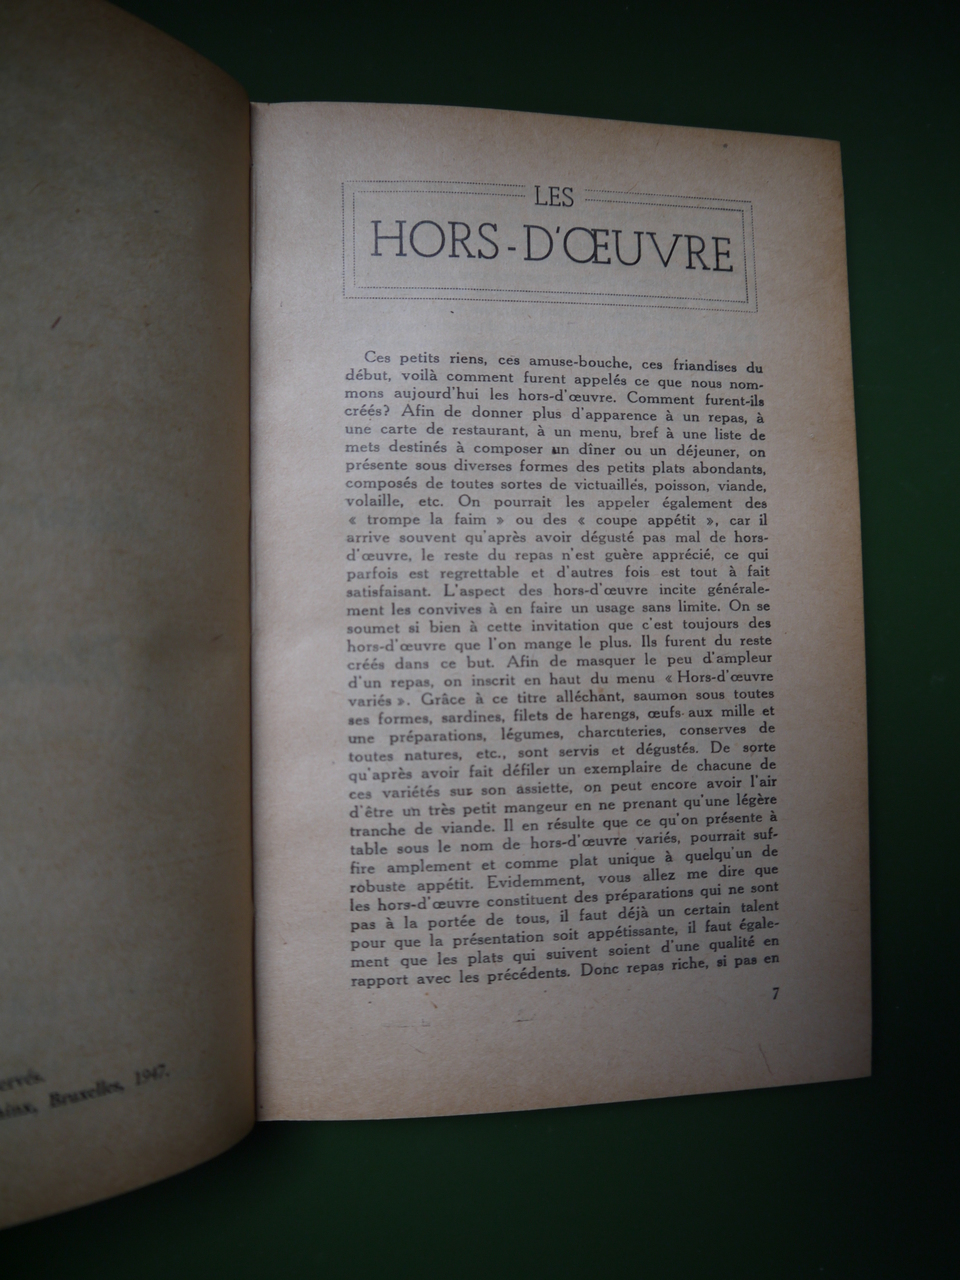 ervés.
Bruxelles, 1947.
LES
HORS-D'ŒUVRE
Ces petits riens, ces amuse-bouche, ces friandises du
début, voilà comment furent appelés ce que nous nom-
mons aujourd'hui les hors-d'œuvre. Comment furent-ils
créés? Afin de donner plus d'apparence à un repas, à
une carte de restaurant, à un menu, bref à une liste de
mets destinés à composer un dîner ou un déjeuner, on
présente sous diverses formes des petits plats abondants,
composés de toutes sortes de victuaillés, poisson, viande,
volaille, etc. On pourrait les appeler également des
« trompe la faim » ou des « coupe appétit », car il
arrive souvent qu'après avoir dégusté pas mal de hors-
d'œuvre, le reste du repas n'est guère apprécié, ce qui
parfois est regrettable et d'autres fois est tout à fait
satisfaisant. L'aspect des hors-d'œuvre incite générale-
ment les convives à en faire un usage sans limite. On se
soumet si bien à cette invitation que c'est toujours des
hors-d'œuvre que l'on mange le plus. Ils furent du reste
créés dans ce but. Afin de masquer le peu d'ampleur
d'un repas, on inscrit en haut du menu « Hors-d'œuvre
variés ». Grâce à ce titre alléchant, saumon sous toutes
ses formes, sardines, filets de harengs, œufs aux mille et
une préparations, légumes, charcuteries, conserves de
toutes natures, etc., sont servis et dégustés. De sorte
qu'après avoir fait défiler un exemplaire de chacune de
ces variétés sur son assiette, on peut encore avoir l'air
d'être un très petit mangeur en ne prenant qu'une légère
tranche de viande. Il en résulte que ce qu'on présente à
table sous le nom de hors-d'œuvre variés, pourrait suf-
fire amplement et comme plat unique à quelqu'un de
robuste appétit. Evidemment, vous allez me dire que
les hors-d'œuvre constituent des préparations qui ne sont
pas à la portée de tous, il faut déjà un certain talent
pour que la présentation soit appétissante, il faut égale-
ment que les plats qui suivent soient d'une qualité en
rapport avec les précédents. Donc repas riche, si pas en
7